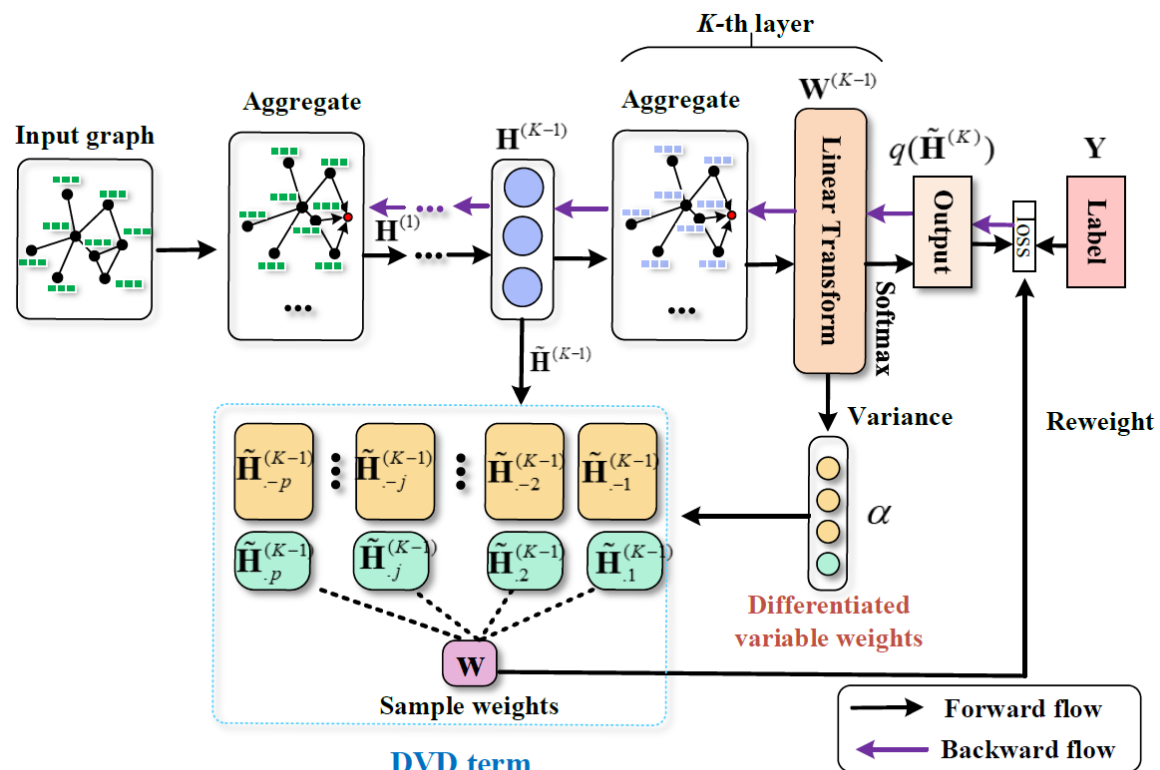 K-th layer
Aggregate
Aggregate
W^(K−1)
Input graph
H^(K−1)
q(H̃^(K))
Y
H^(1)
Linear Transform
Softmax
Output
loss
Label
H̃^(K−1)
Variance
Reweight
H̃_.−p^(K−1)
H̃_.−j^(K−1)
H̃_.−2^(K−1)
H̃_.−1^(K−1)
α
H̃_.p^(K−1)
H̃_.j^(K−1)
H̃_.2^(K−1)
H̃_.1^(K−1)
Differentiated
variable weights
w
Sample weights
Forward flow
Backward flow
DVD term